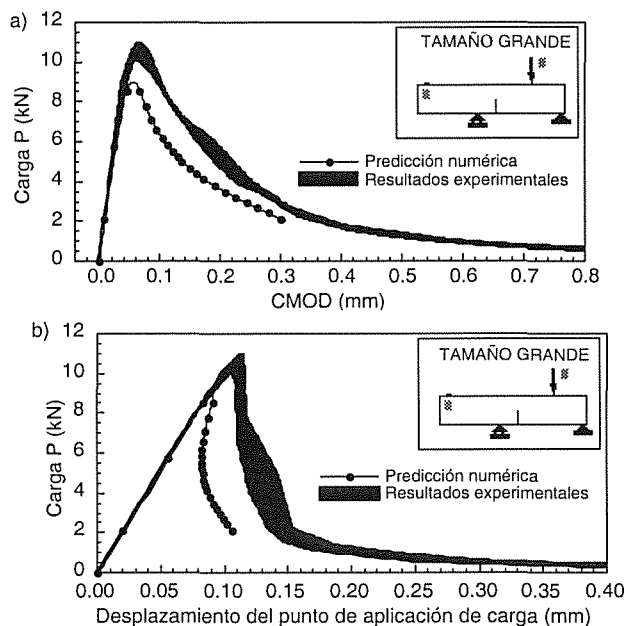 a)
12
10
8
6
4
2
0
Carga P (kN)
TAMAÑO GRANDE
Predicción numérica
Resultados experimentales
0.0 0.1 0.2 0.3 0.4 0.5 0.6 0.7 0.8
CMOD (mm)
b)
12
10
8
6
4
2
0
Carga P (kN)
TAMAÑO GRANDE
Predicción numérica
Resultados experimentales
0.00 0.05 0.10 0.15 0.20 0.25 0.30 0.35 0.40
Desplazamiento del punto de aplicación de carga (mm)